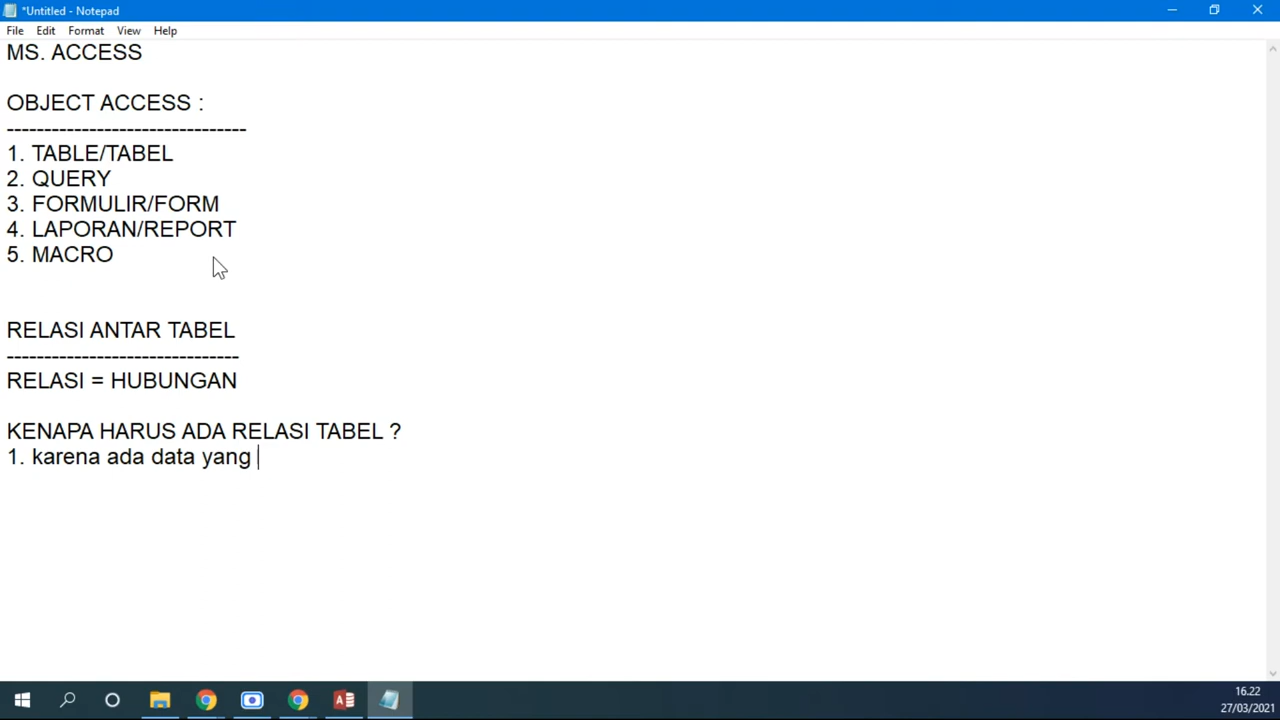 *Untitled - Notepad
File Edit Format View Help
MS. ACCESS
OBJECT ACCESS :
--------------------------------
1. TABLE/TABEL
2. QUERY
3. FORMULIR/FORM
4. LAPORAN/REPORT
5. MACRO
RELASI ANTAR TABEL
-------------------------------
RELASI = HUBUNGAN
KENAPA HARUS ADA RELASI TABEL ?
1. karena ada data yang
16.22
27/03/2021